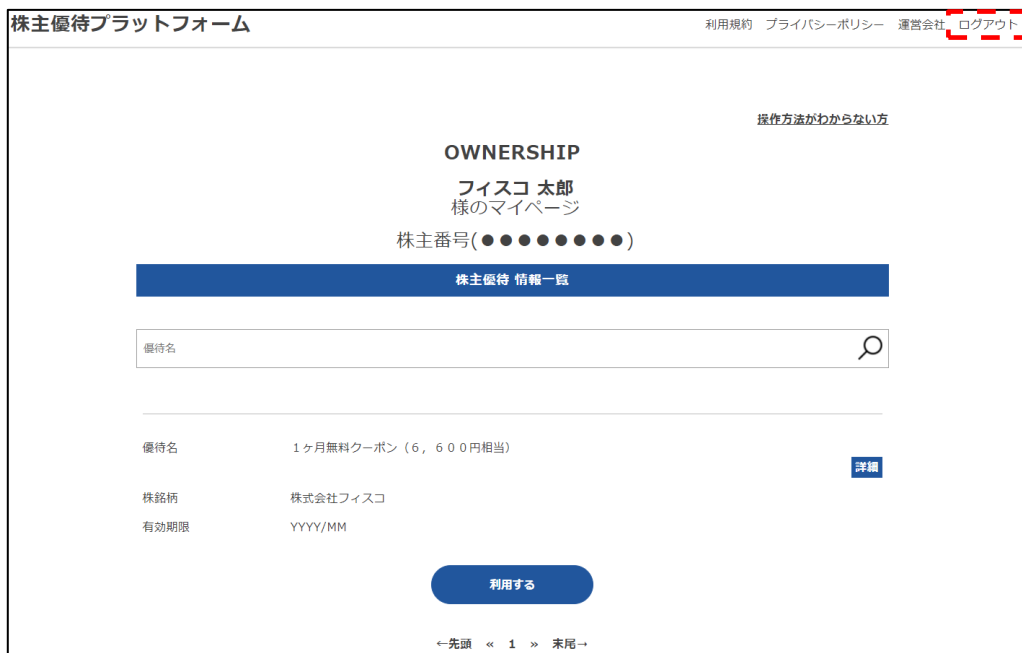 株主優待プラットフォーム
利用規約 プライバシーポリシー 運営会社 ログアウト
操作方法がわからない方
OWNERSHIP
フィスコ 太郎
様のマイページ
株主番号(●●●●●●●●)
株主優待 情報一覧
優待名
優待名 １ヶ月無料クーポン（６，６００円相当）
詳細
株銘柄 株式会社フィスコ
有効期限 YYYY/MM
利用する
←先頭 « 1 » 末尾→